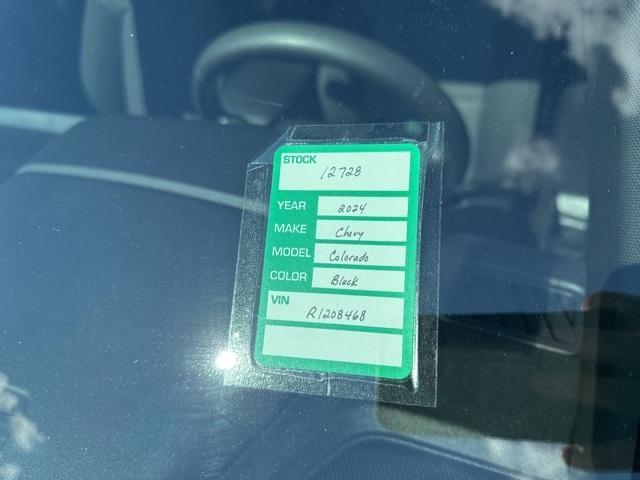 STOCK
12728
YEAR 2024
MAKE Chevy
MODEL Colorado
COLOR Black
VIN
R1208468